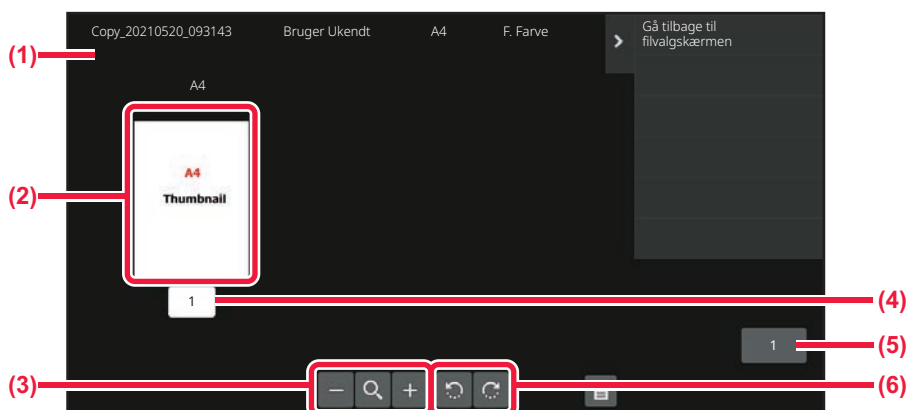 Copy_20210520_093143 Bruger Ukendt A4 F. Farve
Gå tilbage til
filvalgskærmen
(1)
A4
A4
Thumbnail
(2)
1
(4)
1
(5)
(3)
(6)